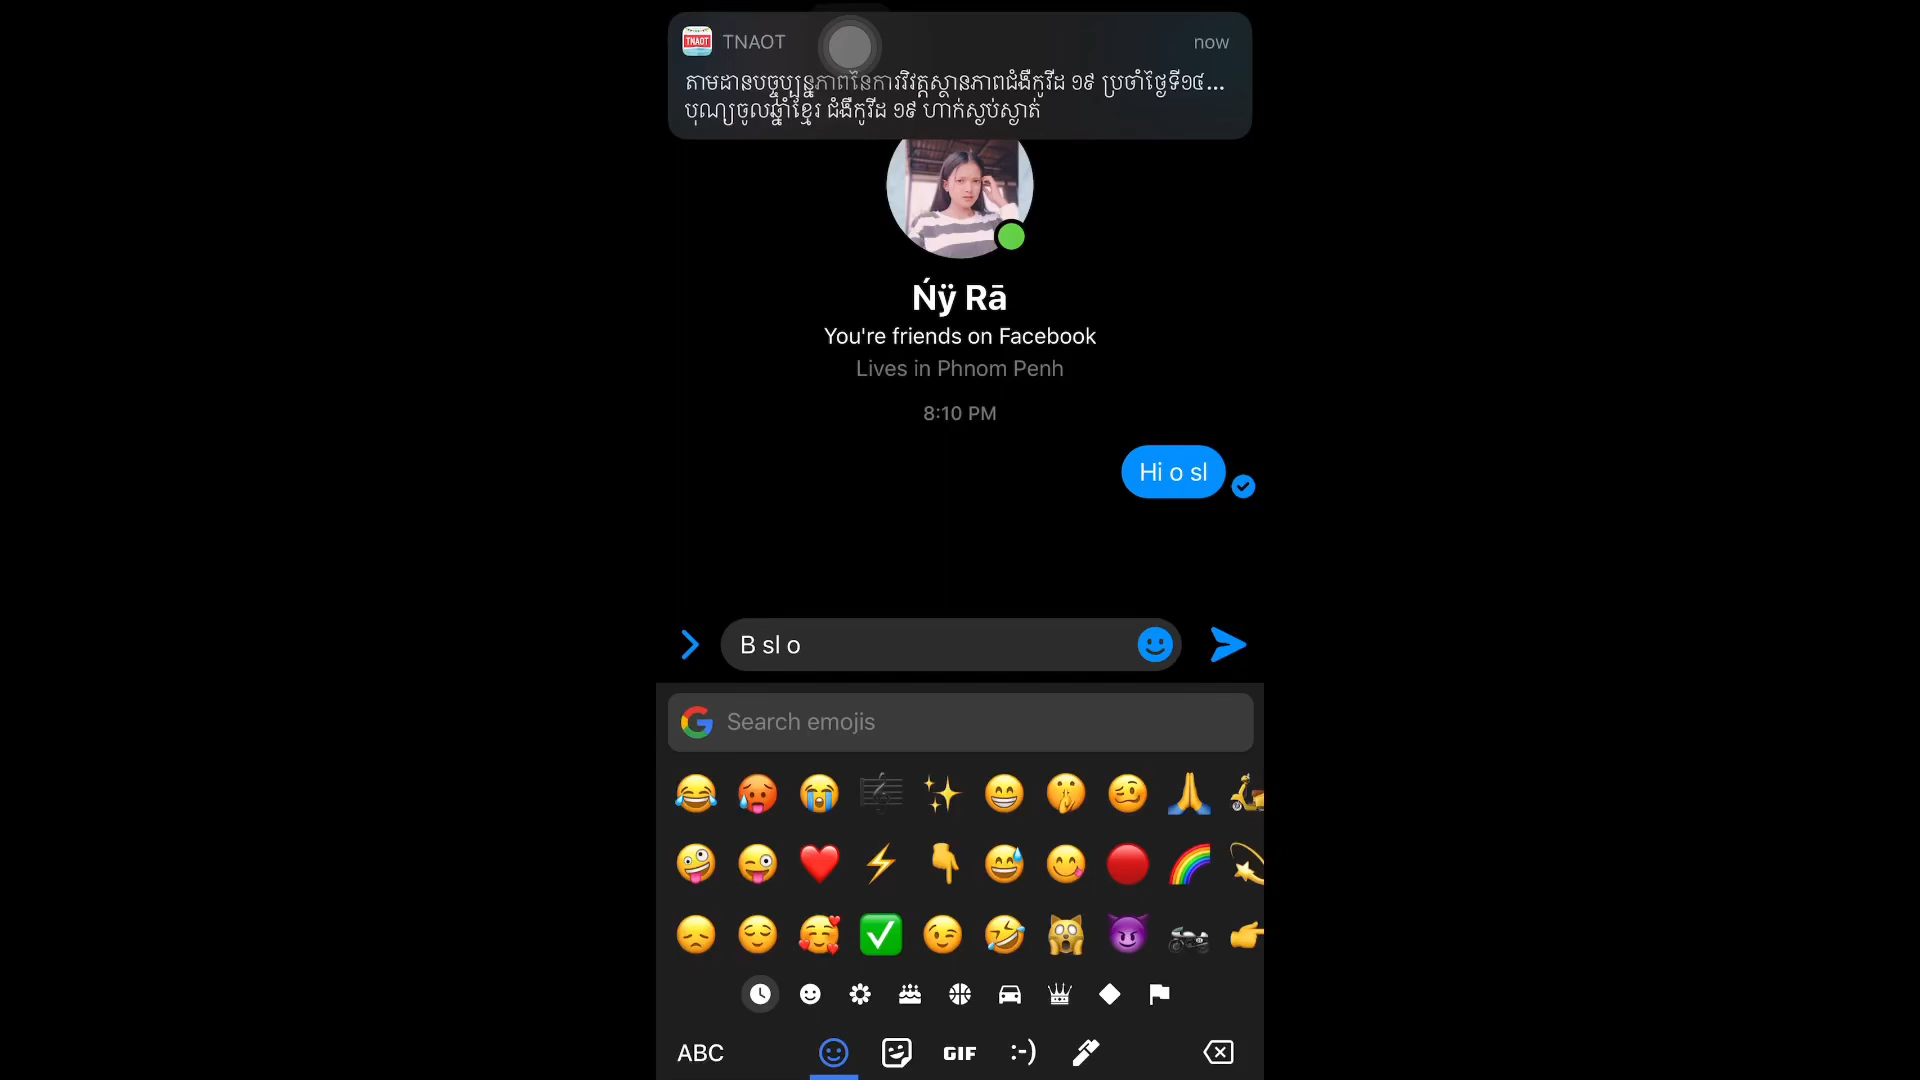 TNAOT
now
តាមដានបច្ចុប្បន្នភាពនៃការវិវត្តស្ថានភាពជំងឺកូវីដ ១៩ ប្រចាំថ្ងៃទី១៤...
បុណ្យចូលឆ្នាំខ្មែរ ជំងឺកូវីដ ១៩ ហាក់ស្ងប់ស្ងាត់
Ńÿ Rā
You're friends on Facebook
Lives in Phnom Penh
8:10 PM
Hi o sl
B sl o
Search emojis
ABC
GIF
:-)